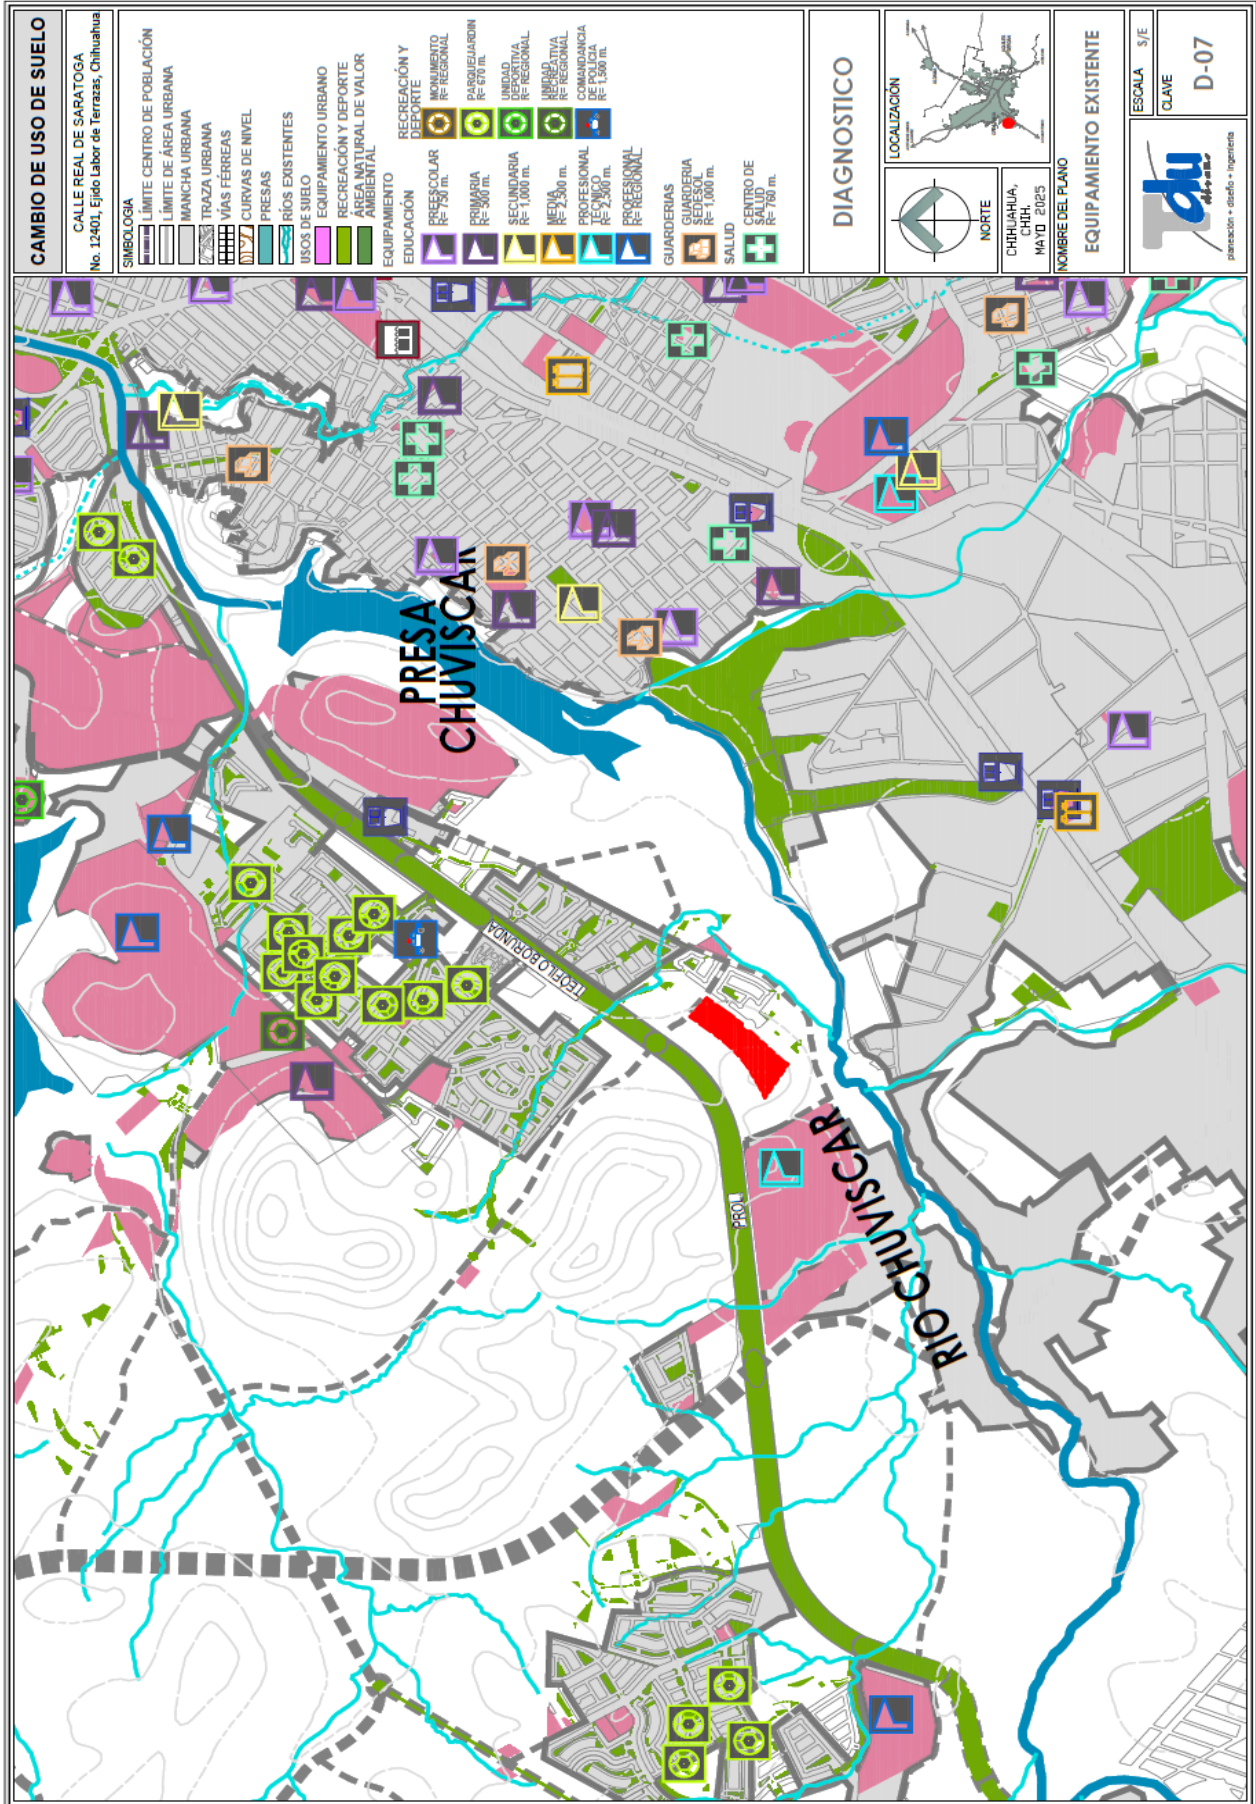 CAMBIO DE USO DE SUELO
CALLE REAL DE SARATOGA
No. 12401, Ejido Labor de Terrazas, Chihuahua.
SIMBOLOGIA
LÍMITE CENTRO DE POBLACIÓN
LÍMITE DE ÁREA URBANA
MANCHA URBANA
TRAZA URBANA
VÍAS FÉRREAS
CURVAS DE NIVEL
PRESAS
RÍOS EXISTENTES
USOS DE SUELO
EQUIPAMIENTO URBANO
RECREACIÓN Y DEPORTE
ÁREA NATURAL DE VALOR
AMBIENTAL
EQUIPAMIENTO
EDUCACIÓN
PREESCOLAR
R= 750 m.
PRIMARIA
R= 500 m.
SECUNDARIA
R= 1,000 m.
MEDIA
R= 2,500 m.
PROFESIONAL
TÉCNICO
R= 2,500 m.
PROFESIONAL
R= REGIONAL
GUARDERIAS
GUARDERIA
SEDESOL
R= 1,000 m.
SALUD
CENTRO DE
SALUD
R= 760 m.
RECREACIÓN Y
DEPORTE
MONUMENTO
R= REGIONAL
PARQUE/JARDIN
R= 670 m.
UNIDAD
DEPORTIVA
R= REGIONAL
UNIDAD
RECREATIVA
R= REGIONAL
COMANDANCIA
DE POLICIA
R= 1,500 m.
DIAGNOSTICO
LOCALIZACIÓN
NORTE
CHIHUAHUA,
CHIH.
MAYO 2025
NOMBRE DEL PLANO
EQUIPAMIENTO EXISTENTE
ESCALA S/E
CLAVE
D-07
du
planeación + diseño + ingeniería
PRESA
CHUVISCAR
TEOFILO BORUNDA
PROL
RIO CHUVISCAR